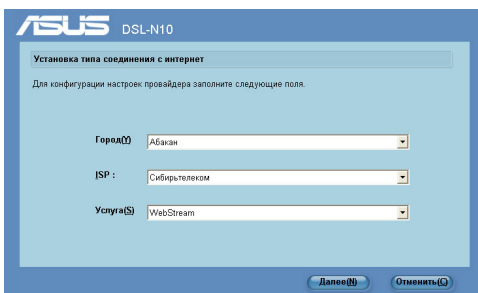 ASUS DSL-N10
Установка типа соединения с интернет
Для конфигурации настроек провайдера заполните следующие поля.
Город(Y) Абакан
ISP : Сибирьтелеком
Услуга(S) WebStream
Далее(N) Отменить(C)